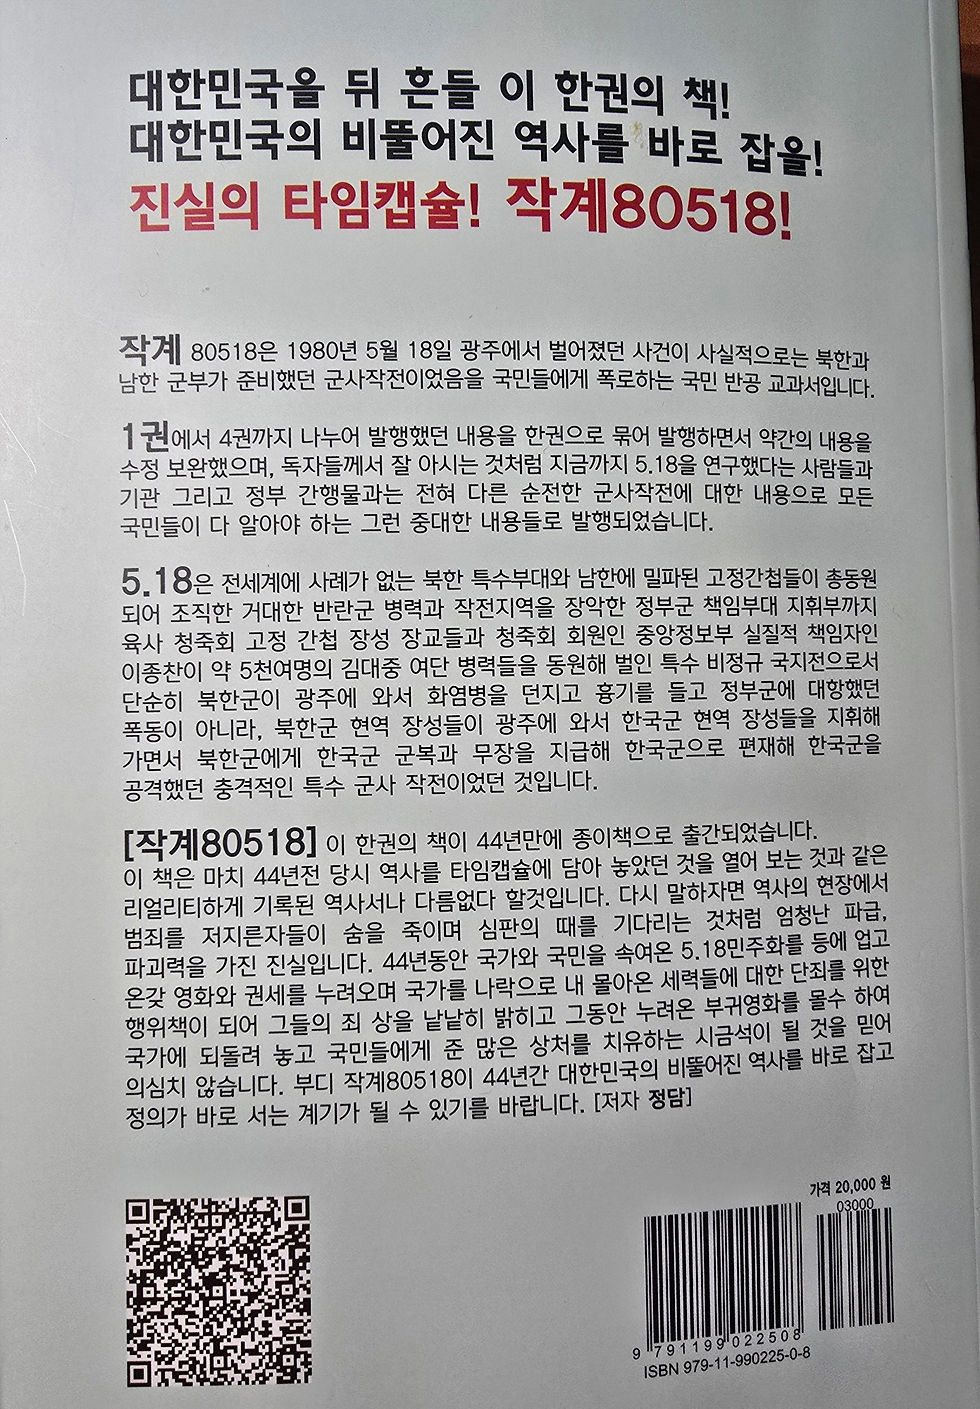 대한민국을 뒤 흔들 이 한권의 책!
대한민국의 비뚤어진 역사를 바로 잡을!
진실의 타임캡슐! 작계80518!
작계 80518은 1980년 5월 18일 광주에서 벌어졌던 사건이 사실적으로는 북한과
남한 군부가 준비했던 군사작전이었음을 국민들에게 폭로하는 국민 반공 교과서입니다.
1권에서 4권까지 나누어 발행했던 내용을 한권으로 묶어 발행하면서 약간의 내용을
수정 보완했으며, 독자들께서 잘 아시는 것처럼 지금까지 5.18을 연구했다는 사람들과
기관 그리고 정부 간행물과는 전혀 다른 순전한 군사작전에 대한 내용으로 모든
국민들이 다 알아야 하는 그런 중대한 내용들로 발행되었습니다.
5.18은 전세계에 사례가 없는 북한 특수부대와 남한에 밀파된 고정간첩들이 총동원
되어 조직한 거대한 반란군 병력과 작전지역을 장악한 정부군 책임부대 지휘부까지
육사 청죽회 고정 간첩 장성 장교들과 청죽회 회원인 중앙정보부 실질적 책임자인
이종찬이 약 5천여명의 김대중 여단 병력들을 동원해 벌인 특수 비정규 국지전으로서
단순히 북한군이 광주에 와서 화염병을 던지고 흉기를 들고 정부군에 대항했던
폭동이 아니라, 북한군 현역 장성들이 광주에 와서 한국군 현역 장성들을 지휘해
가면서 북한군에게 한국군 군복과 무장을 지급해 한국군으로 편재해 한국군을
공격했던 충격적인 특수 군사 작전이었던 것입니다.
[작계80518] 이 한권의 책이 44년만에 종이책으로 출간되었습니다.
이 책은 마치 44년전 당시 역사를 타임캡슐에 담아 놓았던 것을 열어 보는 것과 같은
리얼리티하게 기록된 역사서나 다름없다 할것입니다. 다시 말하자면 역사의 현장에서
범죄를 저지른자들이 숨을 죽이며 심판의 때를 기다리는 것처럼 엄청난 파급,
파괴력을 가진 진실입니다. 44년동안 국가와 국민을 속여온 5.18민주화를 등에 업고
온갖 영화와 권세를 누려오며 국가를 나락으로 내 몰아온 세력들에 대한 단죄를 위한
행위책이 되어 그들의 죄 상을 낱낱히 밝히고 그동안 누려온 부귀영화를 몰수 하여
국가에 되돌려 놓고 국민들에게 준 많은 상처를 치유하는 시금석이 될 것을 믿어
의심치 않습니다. 부디 작계80518이 44년간 대한민국의 비뚤어진 역사를 바로 잡고
정의가 바로 서는 계기가 될 수 있기를 바랍니다. [저자 정담]
가격 20,000 원
03000
9 791199 022508
ISBN 979-11-990225-0-8